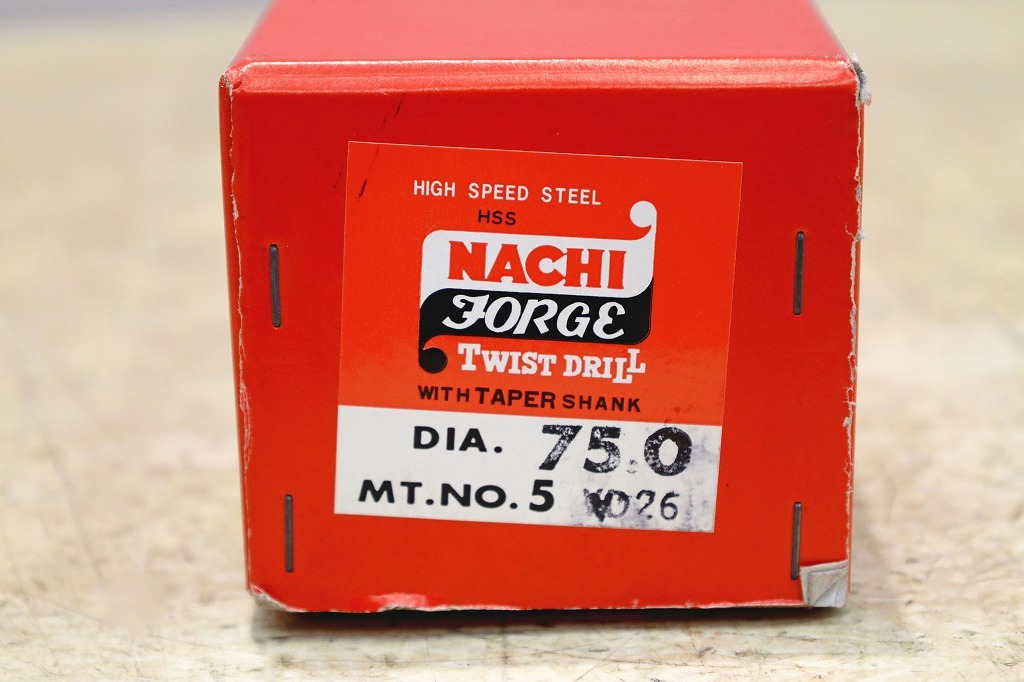 HIGH SPEED STEEL
HSS
NACHI
FORGE
TWIST DRILL
WITH TAPER SHANK
DIA. 75.0
MT.NO.5